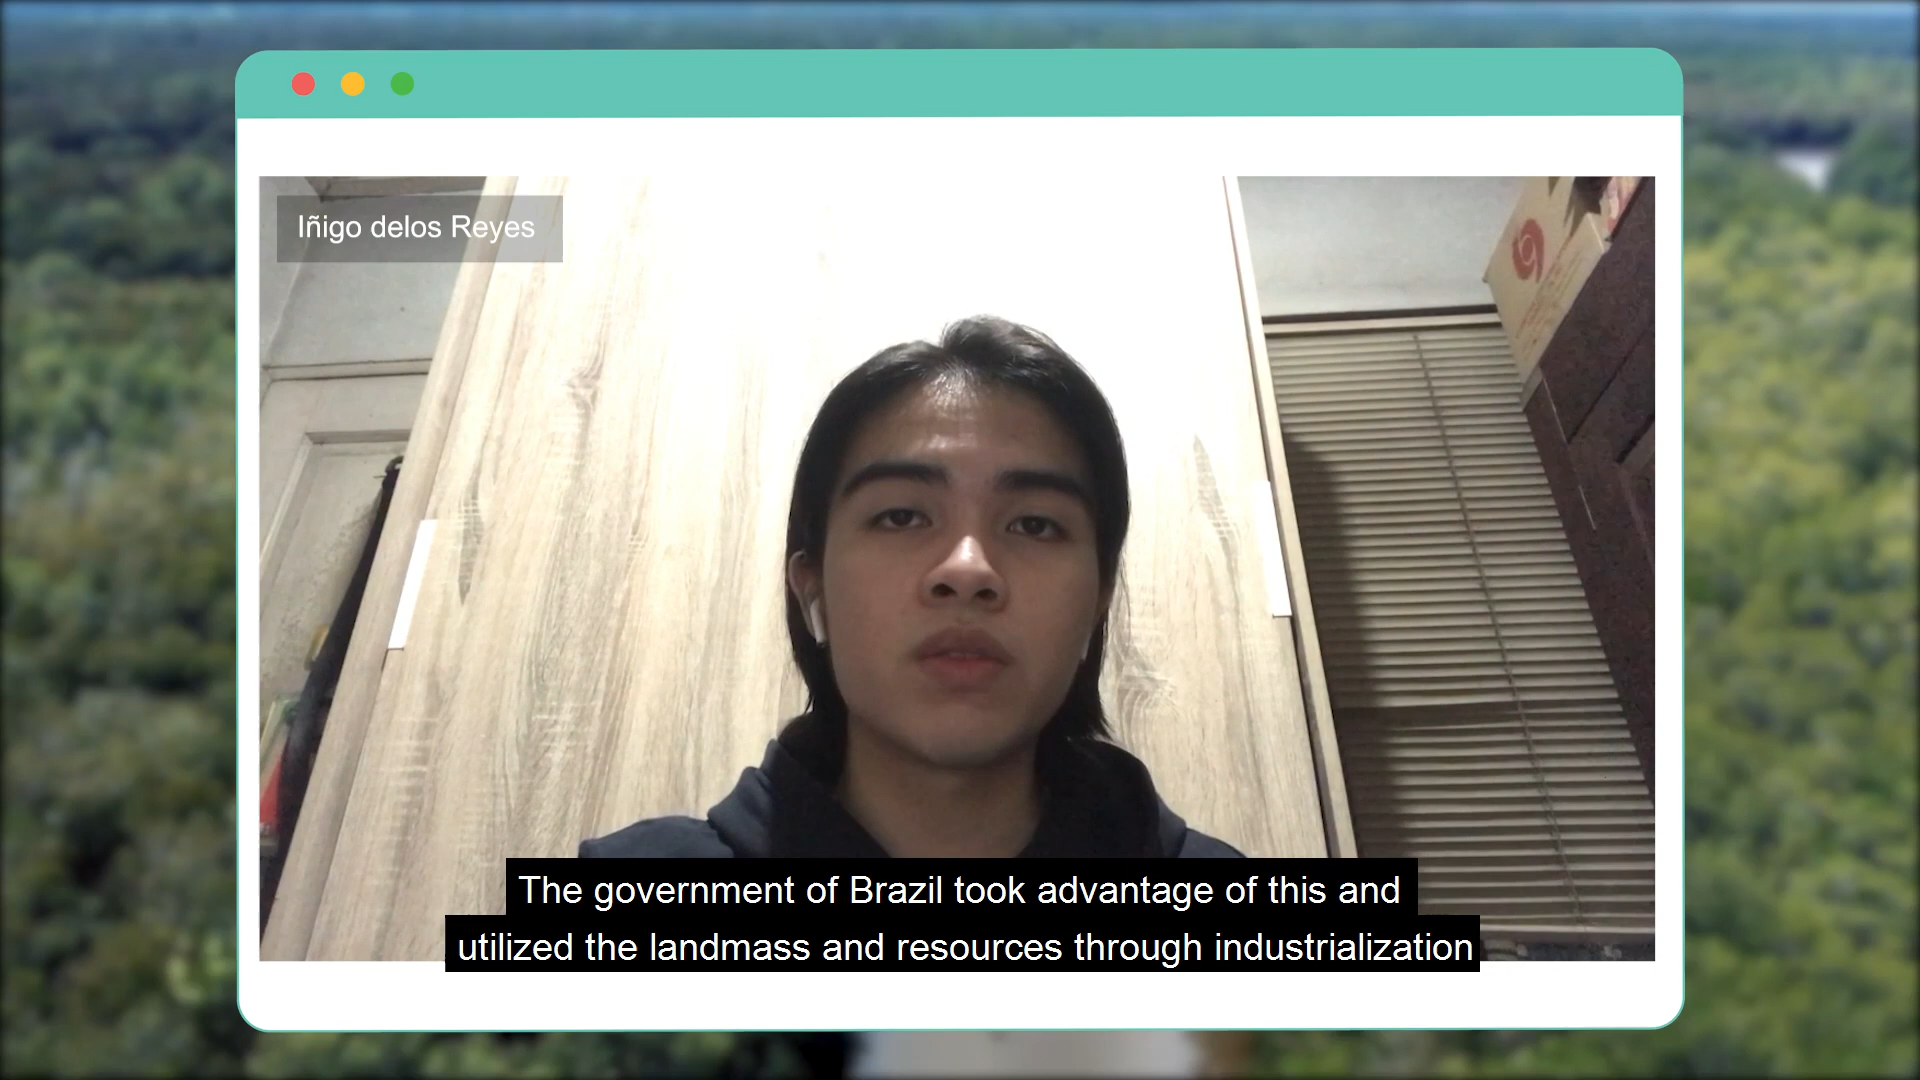 Iñigo delos Reyes
The government of Brazil took advantage of this and
utilized the landmass and resources through industrialization